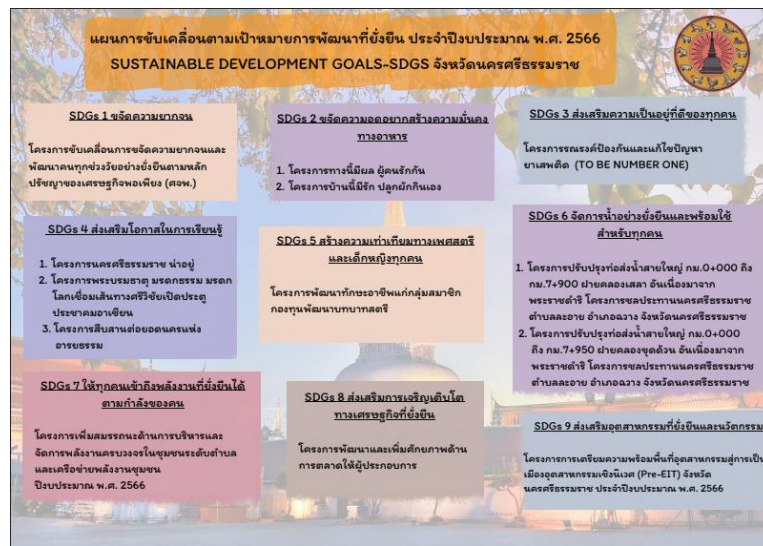 แผนการขับเคลื่อนตามเป้าหมายการพัฒนาที่ยั่งยืน ประจำปีงบประมาณ พ.ศ. 2566
SUSTAINABLE DEVELOPMENT GOALS-SDGS จังหวัดนครศรีธรรมราช
SDGs 1 ขจัดความยากจน
โครงการขับเคลื่อนการขจัดความยากจนและ
พัฒนาคนทุกช่วงวัยอย่างยั่งยืนตามหลัก
ปรัชญาของเศรษฐกิจพอเพียง (ศจพ.)
SDGs 2 ขจัดความอดอยากสร้างความมั่นคง
ทางอาหาร
1. โครงการทางนี้มีผล ผู้คนรักกัน
2. โครงการบ้านนี้มีรัก ปลูกผักกินเอง
SDGs 3 ส่งเสริมความเป็นอยู่ที่ดีของทุกคน
โครงการรณรงค์ป้องกันและแก้ไขปัญหา
ยาเสพติด (TO BE NUMBER ONE)
SDGs 4 ส่งเสริมโอกาสในการเรียนรู้
1. โครงการนครศรีธรรมราช น่าอยู่
2. โครงการพระบรมธาตุ มรดกธรรม มรดก
โลกเชื่อมเส้นทางศรีวิชัยเปิดประตู
ประชาคมอาเซียน
3. โครงการสืบสานต่อยอดนครแห่ง
อารยธรรม
SDGs 5 สร้างความเท่าเทียมทางเพศสตรี
และเด็กหญิงทุกคน
โครงการพัฒนาทักษะอาชีพแก่กลุ่มสมาชิก
กองทุนพัฒนาบทบาทสตรี
SDGs 6 จัดการน้ำอย่างยั่งยืนและพร้อมใช้
สำหรับทุกคน
1. โครงการปรับปรุงท่อส่งน้ำสายใหญ่ กม.0+000 ถึง
กม.7+900 ฝายคลองเสลา อันเนื่องมาจาก
พระราชดำริ โครงการชลประทานนครศรีธรรมราช
ตำบลละอาย อำเภอฉวาง จังหวัดนครศรีธรรมราช
2. โครงการปรับปรุงท่อส่งน้ำสายใหญ่ กม.0+000
ถึง กม.7+950 ฝายคลองขุดด้วน อันเนื่องมาจาก
พระราชดำริ โครงการชลประทานนครศรีธรรมราช
ตำบลละอาย อำเภอฉวาง จังหวัดนครศรีธรรมราช
SDGs 7 ให้ทุกคนเข้าถึงพลังงานที่ยั่งยืนได้
ตามกำลังของตน
โครงการเพิ่มสมรรถนะด้านการบริหารและ
จัดการพลังงานครบวงจรในชุมชนระดับตำบล
และเครือข่ายพลังงานชุมชน
ปีงบประมาณ พ.ศ. 2566
SDGs 8 ส่งเสริมการเจริญเติบโต
ทางเศรษฐกิจที่ยั่งยืน
โครงการพัฒนาและเพิ่มศักยภาพด้าน
การตลาดให้ผู้ประกอบการ
SDGs 9 ส่งเสริมอุตสาหกรรมที่ยั่งยืนและนวัตกรรม
โครงการการเตรียมความพร้อมพื้นที่อุตสาหกรรมสู่การเป็น
เมืองอุตสาหกรรมเชิงนิเวศ (Pre-EIT) จังหวัด
นครศรีธรรมราช ประจำปีงบประมาณ พ.ศ. 2566